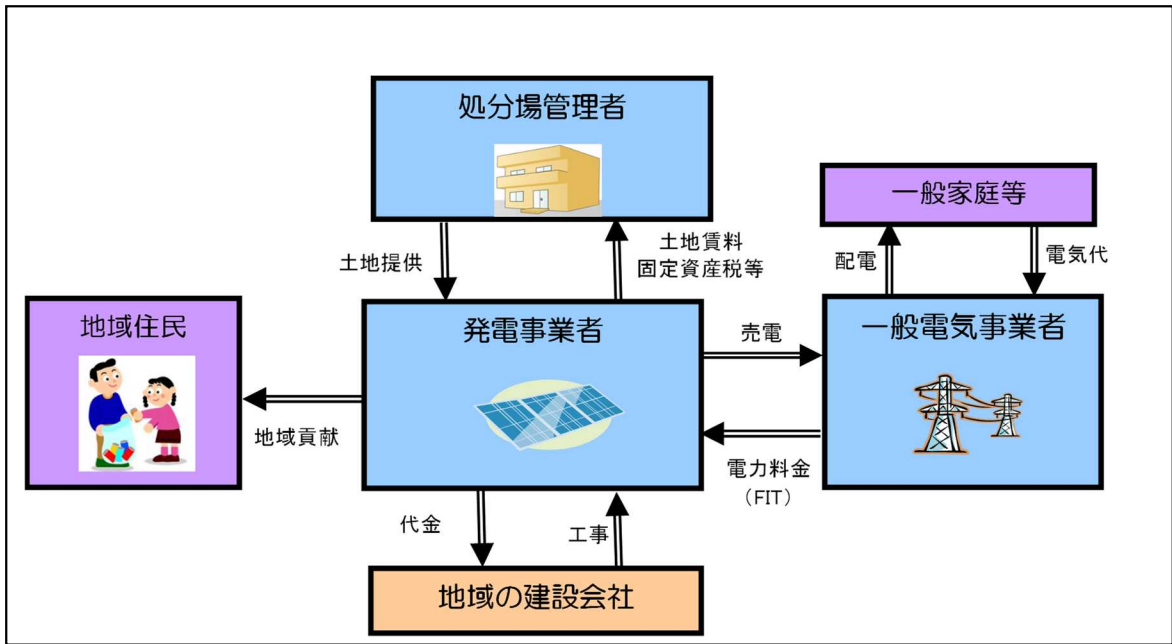 処分場管理者
一般家庭等
土地提供
土地賃料
固定資産税等
配電
電気代
地域住民
発電事業者
一般電気事業者
売電
地域貢献
電力料金
（FIT）
代金
工事
地域の建設会社